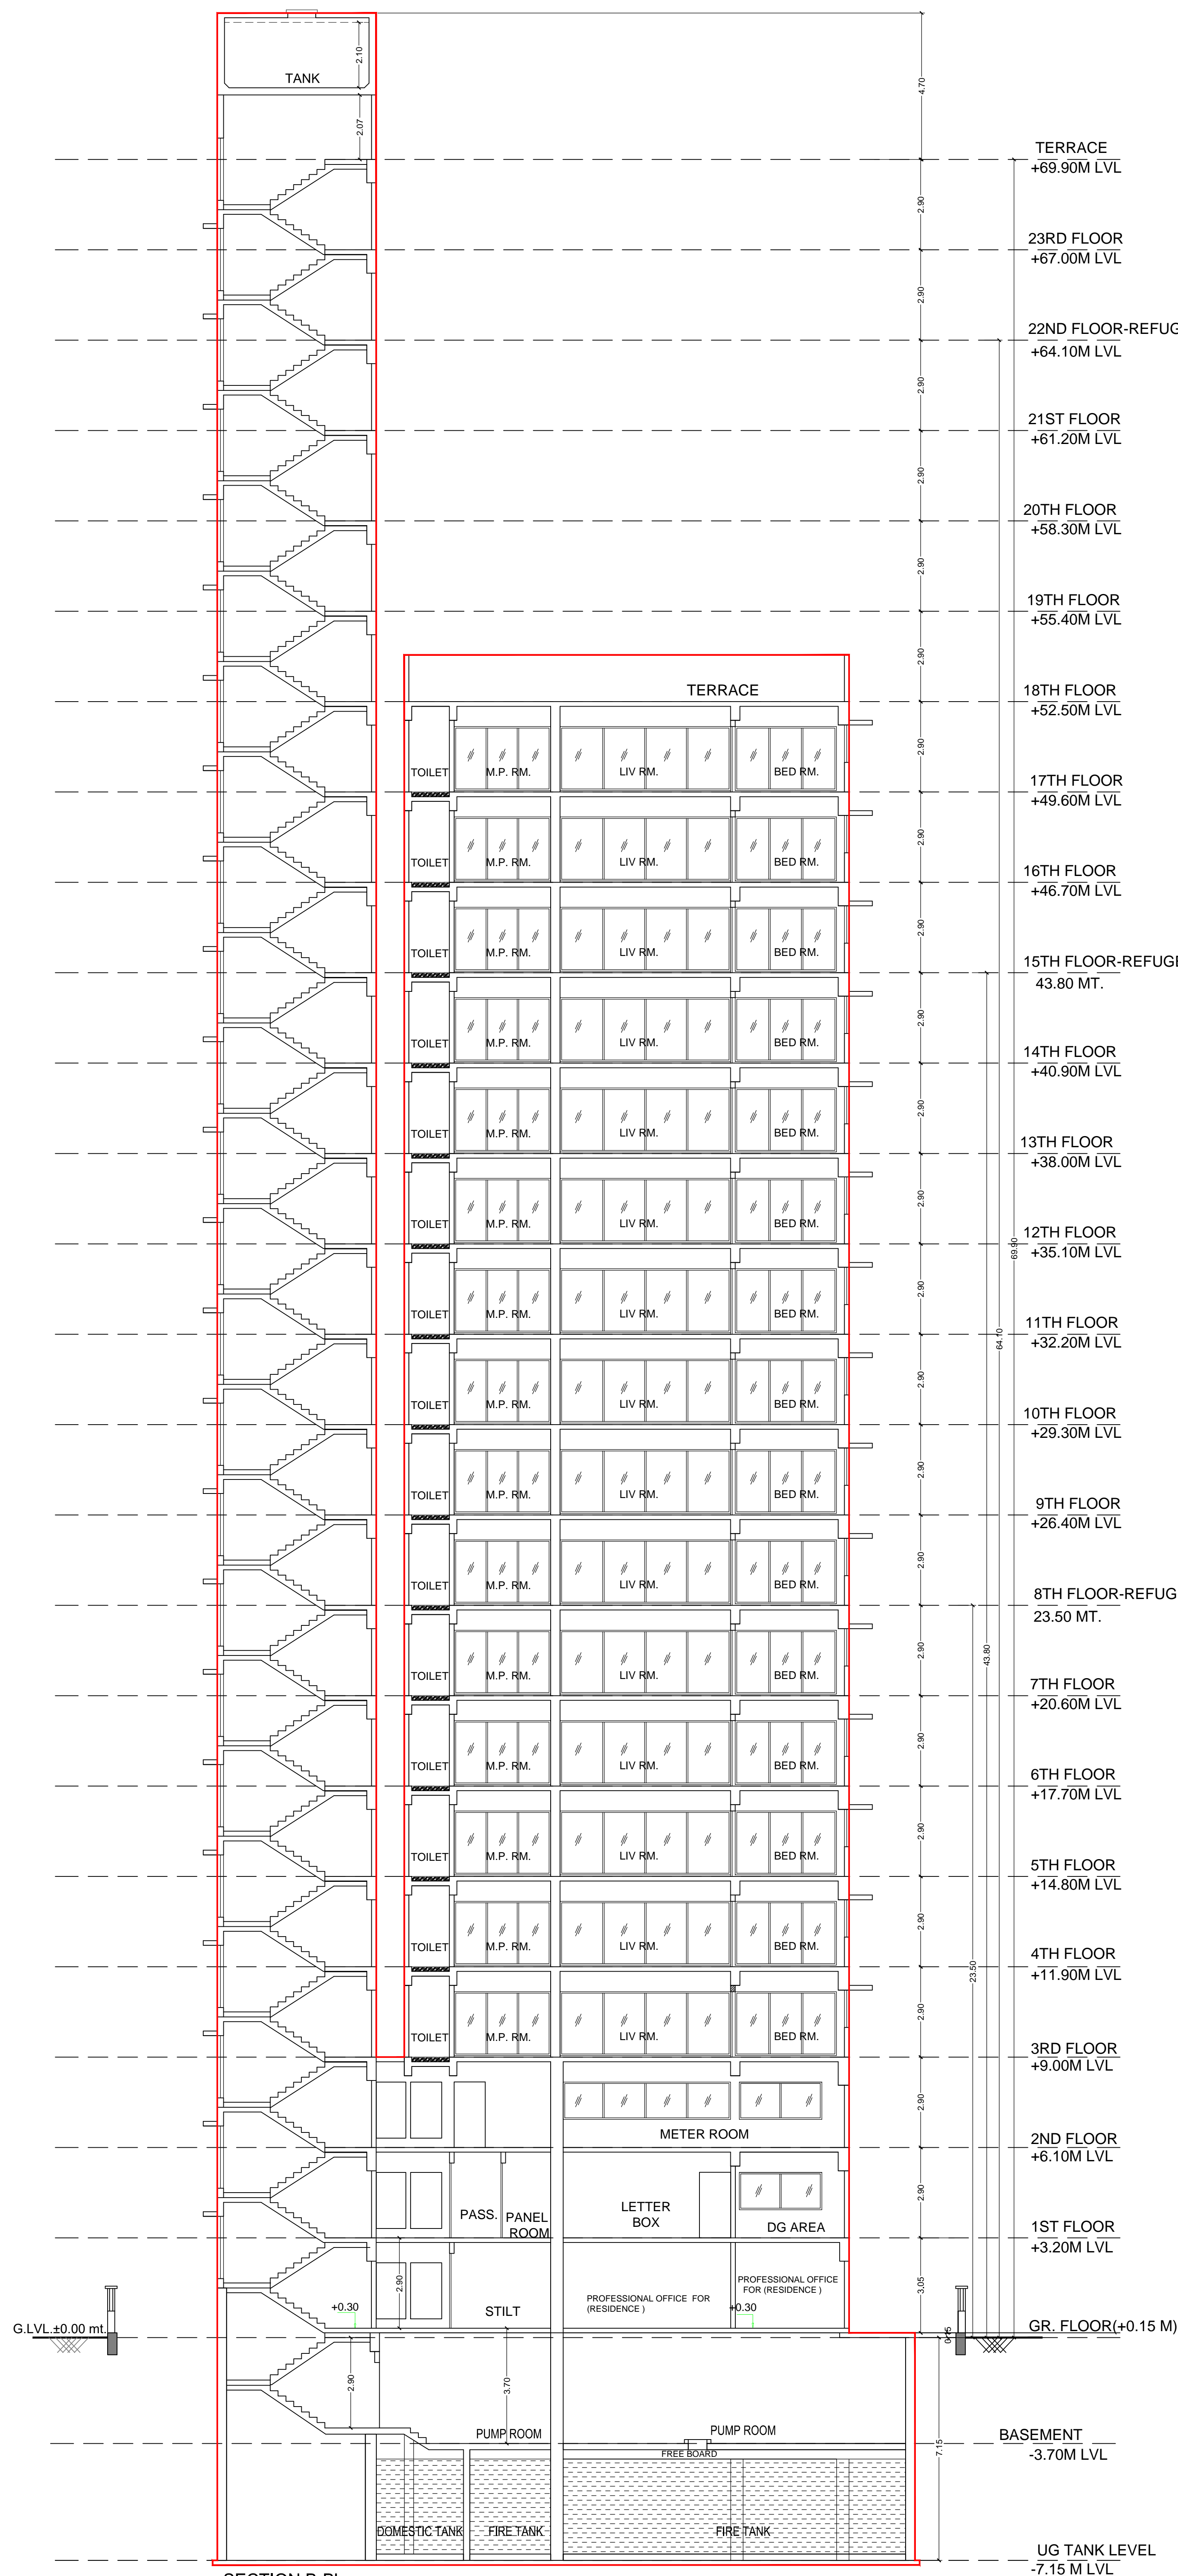 2.10
TANK
4.70
2.07
TERRACE
+69.90M LVL
2.90
23RD FLOOR
+67.00M LVL
2.90
22ND FLOOR-REFUG
+64.10M LVL
2.90
21ST FLOOR
+61.20M LVL
2.90
20TH FLOOR
+58.30M LVL
2.90
19TH FLOOR
+55.40M LVL
2.90
TERRACE
18TH FLOOR
+52.50M LVL
2.90
TOILET M.P. RM. LIV RM. BED RM.
17TH FLOOR
+49.60M LVL
2.90
TOILET M.P. RM. LIV RM. BED RM.
16TH FLOOR
+46.70M LVL
2.90
TOILET M.P. RM. LIV RM. BED RM.
15TH FLOOR-REFUGE
43.80 MT.
2.90
TOILET M.P. RM. LIV RM. BED RM.
14TH FLOOR
+40.90M LVL
2.90
TOILET M.P. RM. LIV RM. BED RM.
13TH FLOOR
+38.00M LVL
2.90
TOILET M.P. RM. LIV RM. BED RM.
12TH FLOOR
+35.10M LVL
69.90
2.90
TOILET M.P. RM. LIV RM. BED RM.
11TH FLOOR
+32.20M LVL
64.10
2.90
TOILET M.P. RM. LIV RM. BED RM.
10TH FLOOR
+29.30M LVL
2.90
TOILET M.P. RM. LIV RM. BED RM.
9TH FLOOR
+26.40M LVL
2.90
TOILET M.P. RM. LIV RM. BED RM.
8TH FLOOR-REFUG
23.50 MT.
2.90
43.80
TOILET M.P. RM. LIV RM. BED RM.
7TH FLOOR
+20.60M LVL
2.90
TOILET M.P. RM. LIV RM. BED RM.
6TH FLOOR
+17.70M LVL
2.90
TOILET M.P. RM. LIV RM. BED RM.
5TH FLOOR
+14.80M LVL
2.90
TOILET M.P. RM. LIV RM. BED RM.
4TH FLOOR
+11.90M LVL
23.50
2.90
TOILET M.P. RM. LIV RM. BED RM.
3RD FLOOR
+9.00M LVL
2.90
METER ROOM
2ND FLOOR
+6.10M LVL
2.90
PASS.
PANEL
ROOM
LETTER
BOX
DG AREA
1ST FLOOR
+3.20M LVL
2.90
3.05
PROFESSIONAL OFFICE
FOR (RESIDENCE )
PROFESSIONAL OFFICE FOR
(RESIDENCE )
+0.30
STILT
+0.30
G.LVL.±0.00 mt.
0.15
GR. FLOOR(+0.15 M)
2.90
3.70
PUMP ROOM
PUMP ROOM
FREE BOARD
BASEMENT
-3.70M LVL
7.15
DOMESTIC TANK FIRE TANK FIRE TANK
UG TANK LEVEL
-7.15 M LVL